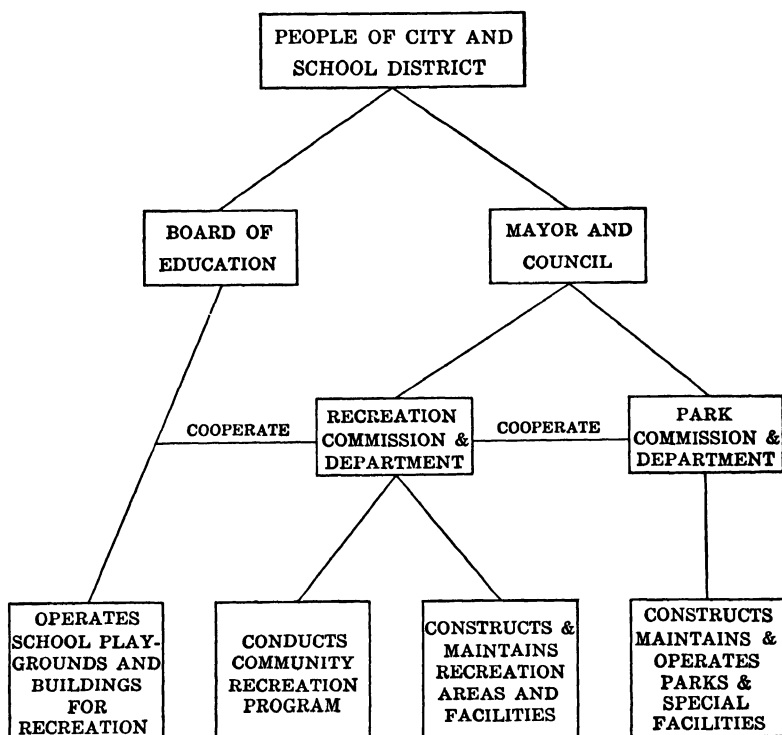 PEOPLE OF CITY AND
SCHOOL DISTRICT
BOARD OF
EDUCATION
MAYOR AND
COUNCIL
COOPERATE
RECREATION
COMMISSION &
DEPARTMENT
COOPERATE
PARK
COMMISSION &
DEPARTMENT
OPERATES
SCHOOL PLAY-
GROUNDS AND
BUILDINGS
FOR
RECREATION
CONDUCTS
COMMUNITY
RECREATION
PROGRAM
CONSTRUCTS &
MAINTAINS
RECREATION
AREAS AND
FACILITIES
CONSTRUCTS
MAINTAINS &
OPERATES
PARKS &
SPECIAL
FACILITIES